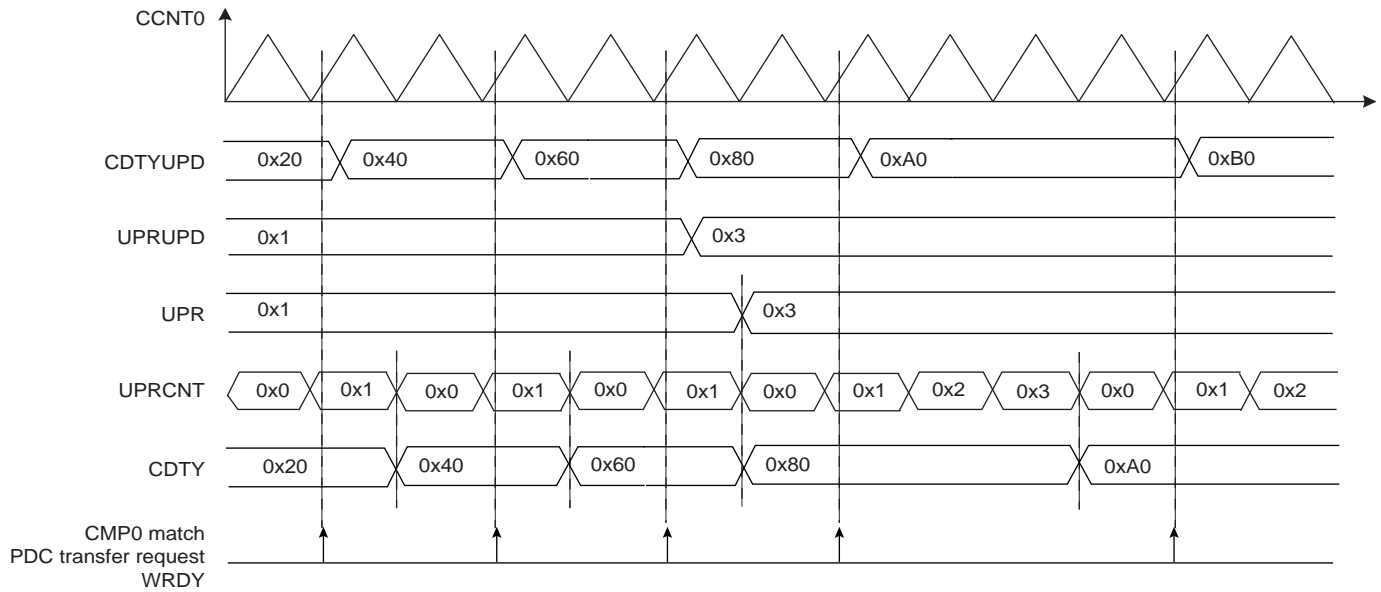 CCNT0
CDTYUPD 0x20 0x40 0x60 0x80 0xA0 0xB0
UPRUPD 0x1 0x3
UPR 0x1 0x3
UPRCNT 0x0 0x1 0x0 0x1 0x0 0x1 0x0 0x1 0x2 0x3 0x0 0x1 0x2
CDTY 0x20 0x40 0x60 0x80 0xA0
CMP0 match
PDC transfer request
WRDY